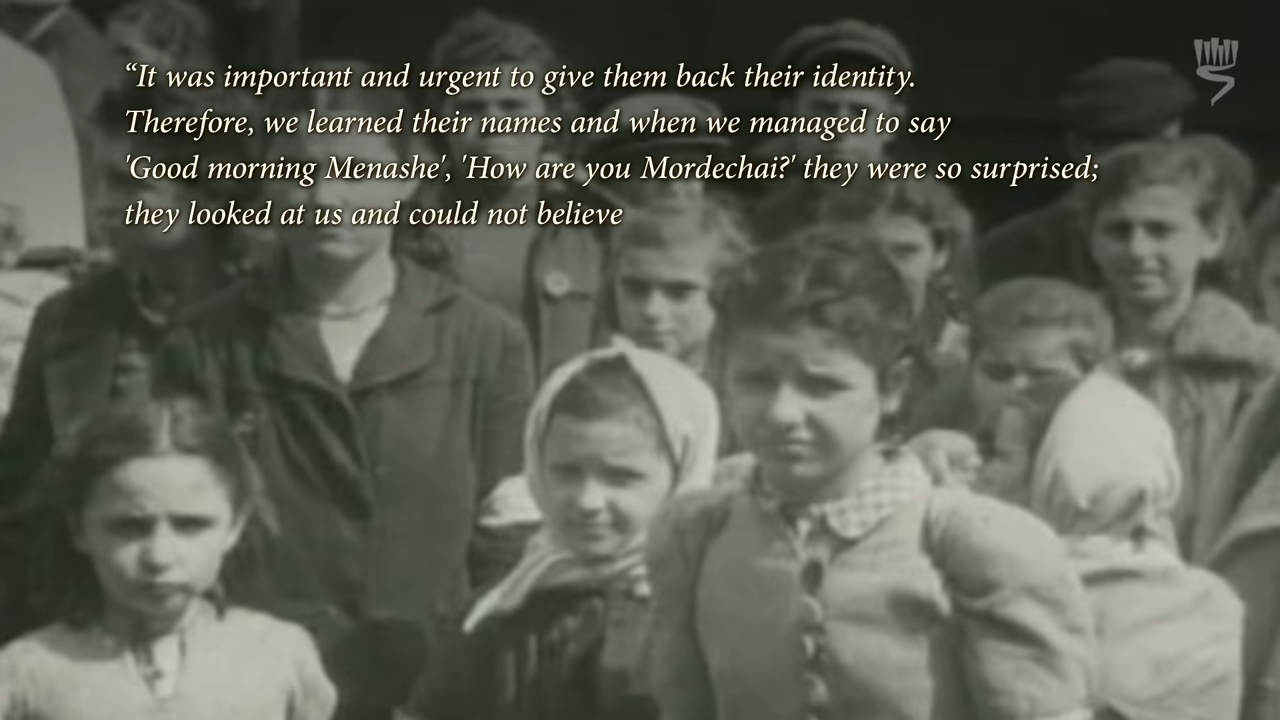 “It was important and urgent to give them back their identity.
Therefore, we learned their names and when we managed to say
'Good morning Menashe', 'How are you Mordechai?' they were so surprised;
they looked at us and could not believe